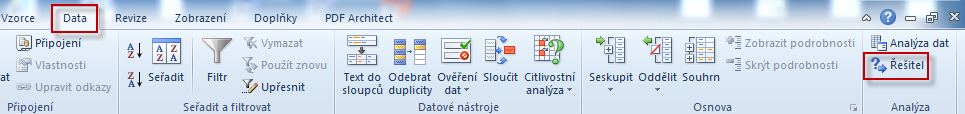 Vzorce Data Revize Zobrazení Doplňky PDF Architect
Připojení
Vlastnosti
at Upravit odkazy
Připojení
Seřadit
Filtr
Vymazat
Použít znovu
Upřesnit
Seřadit a filtrovat
Text do
sloupců
Odebrat
duplicity
Ověření
dat
Sloučit
Citlivostní
analýza
Datové nástroje
Seskupit
Oddělit
Souhrn
Zobrazit podrobnosti
Skrýt podrobnosti
Osnova
Analýza dat
Řešitel
Analýza